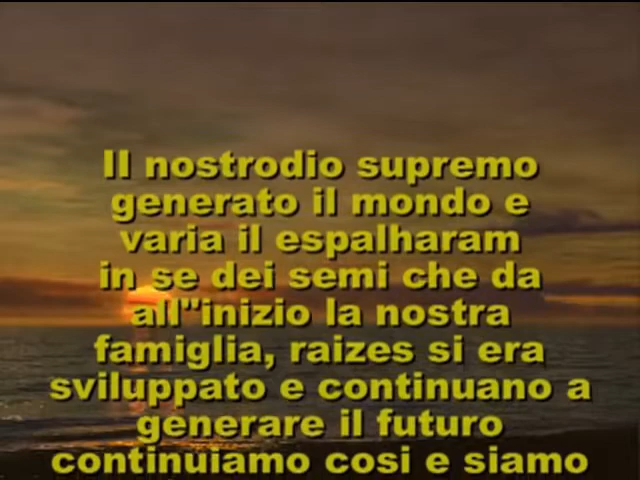 Il nostrodio supremo
generato il mondo e
varia il espalharam
in se dei semi che da
all"inizio la nostra
famiglia, raizes si era
sviluppato e continuano a
generare il futuro
continuiamo cosi e siamo